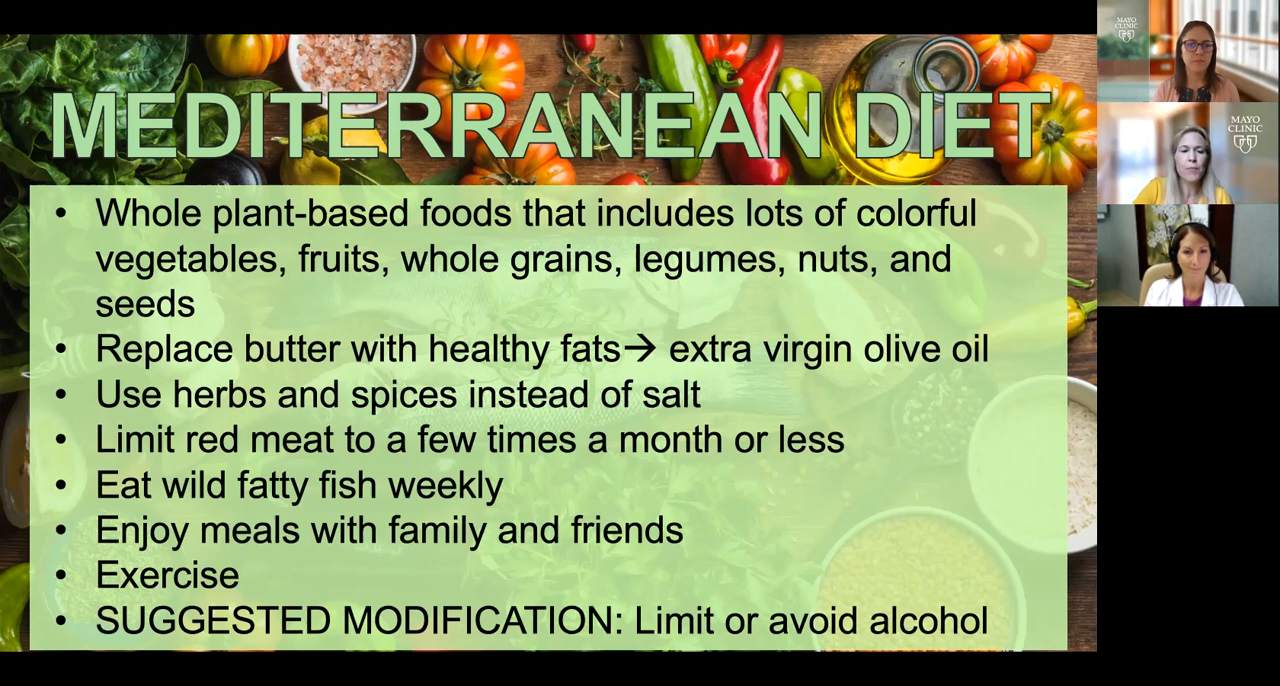 MEDITERRANEAN DIET
• Whole plant-based foods that includes lots of colorful
vegetables, fruits, whole grains, legumes, nuts, and
seeds
• Replace butter with healthy fats→ extra virgin olive oil
• Use herbs and spices instead of salt
• Limit red meat to a few times a month or less
• Eat wild fatty fish weekly
• Enjoy meals with family and friends
• Exercise
• SUGGESTED MODIFICATION: Limit or avoid alcohol
MAYO
CLINIC
MAYO
CLINIC